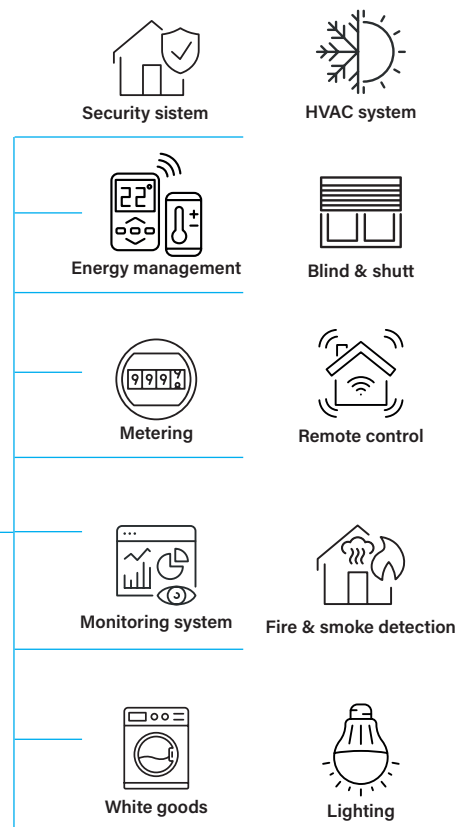 Security sistem
HVAC system
22°
Energy management
Blind & shutt
Metering
Remote control
Monitoring system
Fire & smoke detection
White goods
Lighting